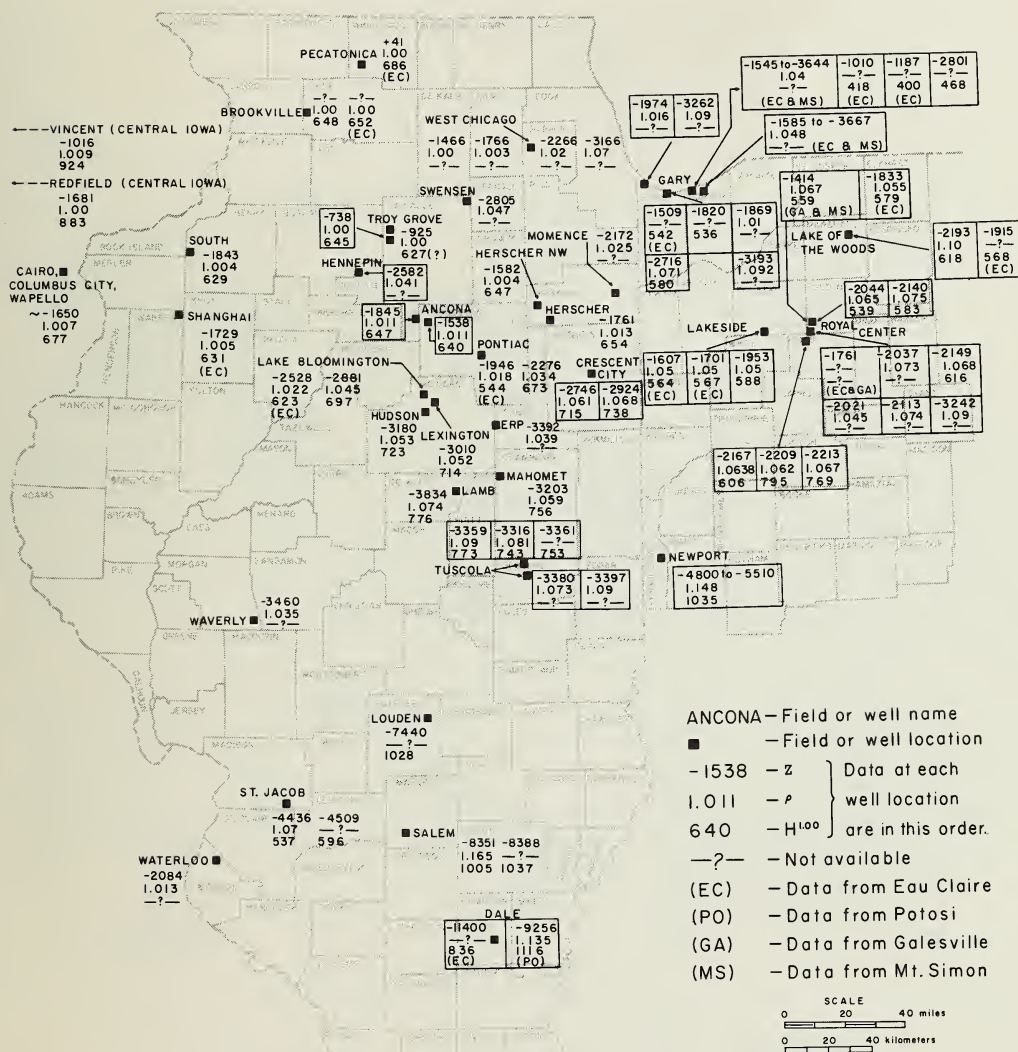 PECATONICA
+41
1.00
686
(EC)
BROOKVILLE
—?— —?—
1.00 1.00
648 652
(EC)
VINCENT (CENTRAL IOWA)
-1016
1.009
924
REDFIELD (CENTRAL IOWA)
-1681
1.00
883
WEST CHICAGO
-1466 -1766 -2266 -3166
1.00 1.003 1.02 1.07
—?— —?— —?— —?—
-1545 to -3644 -1010 -1187 -2801
1.04 —?— —?— —?—
—?— 418 400 468
(EC & MS) (EC) (EC)
-1974 -3262
1.016 1.09
—?— —?—
-1585 to -3667
1.048
—?— (EC & MS)
GARY
-1509 -1820 -1869
—?— —?— 1.01
542 536 —?—
(EC)
-2716 -3193
1.071 1.092
580 —?—
-1414 -1833
1.067 1.055
559 579
(GA & MS) (EC)
LAKE OF
THE WOODS
-2193 -1915
1.10 —?—
618 568
(EC)
SWENSEN
-2805
1.047
—?—
-738
1.00
645
TROY GROVE
-925
1.00
627(?)
MOMENCE
-2172
1.025
—?—
SOUTH
-1843
1.004
629
HENNEPIN
-2582
1.041
—?—
HERSCHER NW
-1582
1.004
647
CAIRO,
COLUMBUS CITY,
WAPELLO
~-1650
1.007
677
SHANGHAI
-1729
1.005
631
(EC)
-1845
1.011
647
ANCONA
-1538
1.011
640
HERSCHER
-1761
1.013
654
-2044 -2140
1.065 1.075
539 583
ROYAL
CENTER
LAKESIDE
-1607 -1701 -1953
1.05 1.05 1.05
564 567 588
(EC) (EC)
-1761 -2037 -2149
—?— 1.073 1.068
—?— —?— 616
(EC&GA)
-2021 -2113 -3242
1.045 1.074 1.09
—?— —?— —?—
-2167 -2209 -2213
1.0638 1.062 1.067
606 795 769
PONTIAC
-1946 -2276
1.018 1.034
544 673
(EC)
CRESCENT
CITY
-2746 -2924
1.061 1.068
715 738
LAKE BLOOMINGTON
-2528 -2881
1.022 1.045
623 697
(EC)
HUDSON
-3180
1.053
723
LEXINGTON
-3010
1.052
714
ERP
-3392
1.039
—?—
MAHOMET
-3203
1.059
756
LAMB
-3834
1.074
776
-3359 -3316 -3361
1.09 1.081 —?—
773 743 753
TUSCOLA
-3380 -3397
1.073 1.09
—?— —?—
NEWPORT
-4800 to -5510
1.148
1035
WAVERLY
-3460
1.035
—?—
LOUDEN
-7440
—?—
1028
ST. JACOB
-4436 -4509
1.07 —?—
537 596
SALEM
-8351 -8388
1.165 —?—
1005 1037
WATERLOO
-2084
1.013
—?—
DALE
-11400 -9256
—?— 1.135
836 1116
(EC) (PO)
ANCONA — Field or well name
— Field or well location
-1538 — Z
1.011 — ρ
640 — H1.00
Data at each
well location
are in this order.
—?— — Not available
(EC) — Data from Eau Claire
(PO) — Data from Potosi
(GA) — Data from Galesville
(MS) — Data from Mt. Simon
SCALE
0 20 40 miles
0 20 40 kilometers